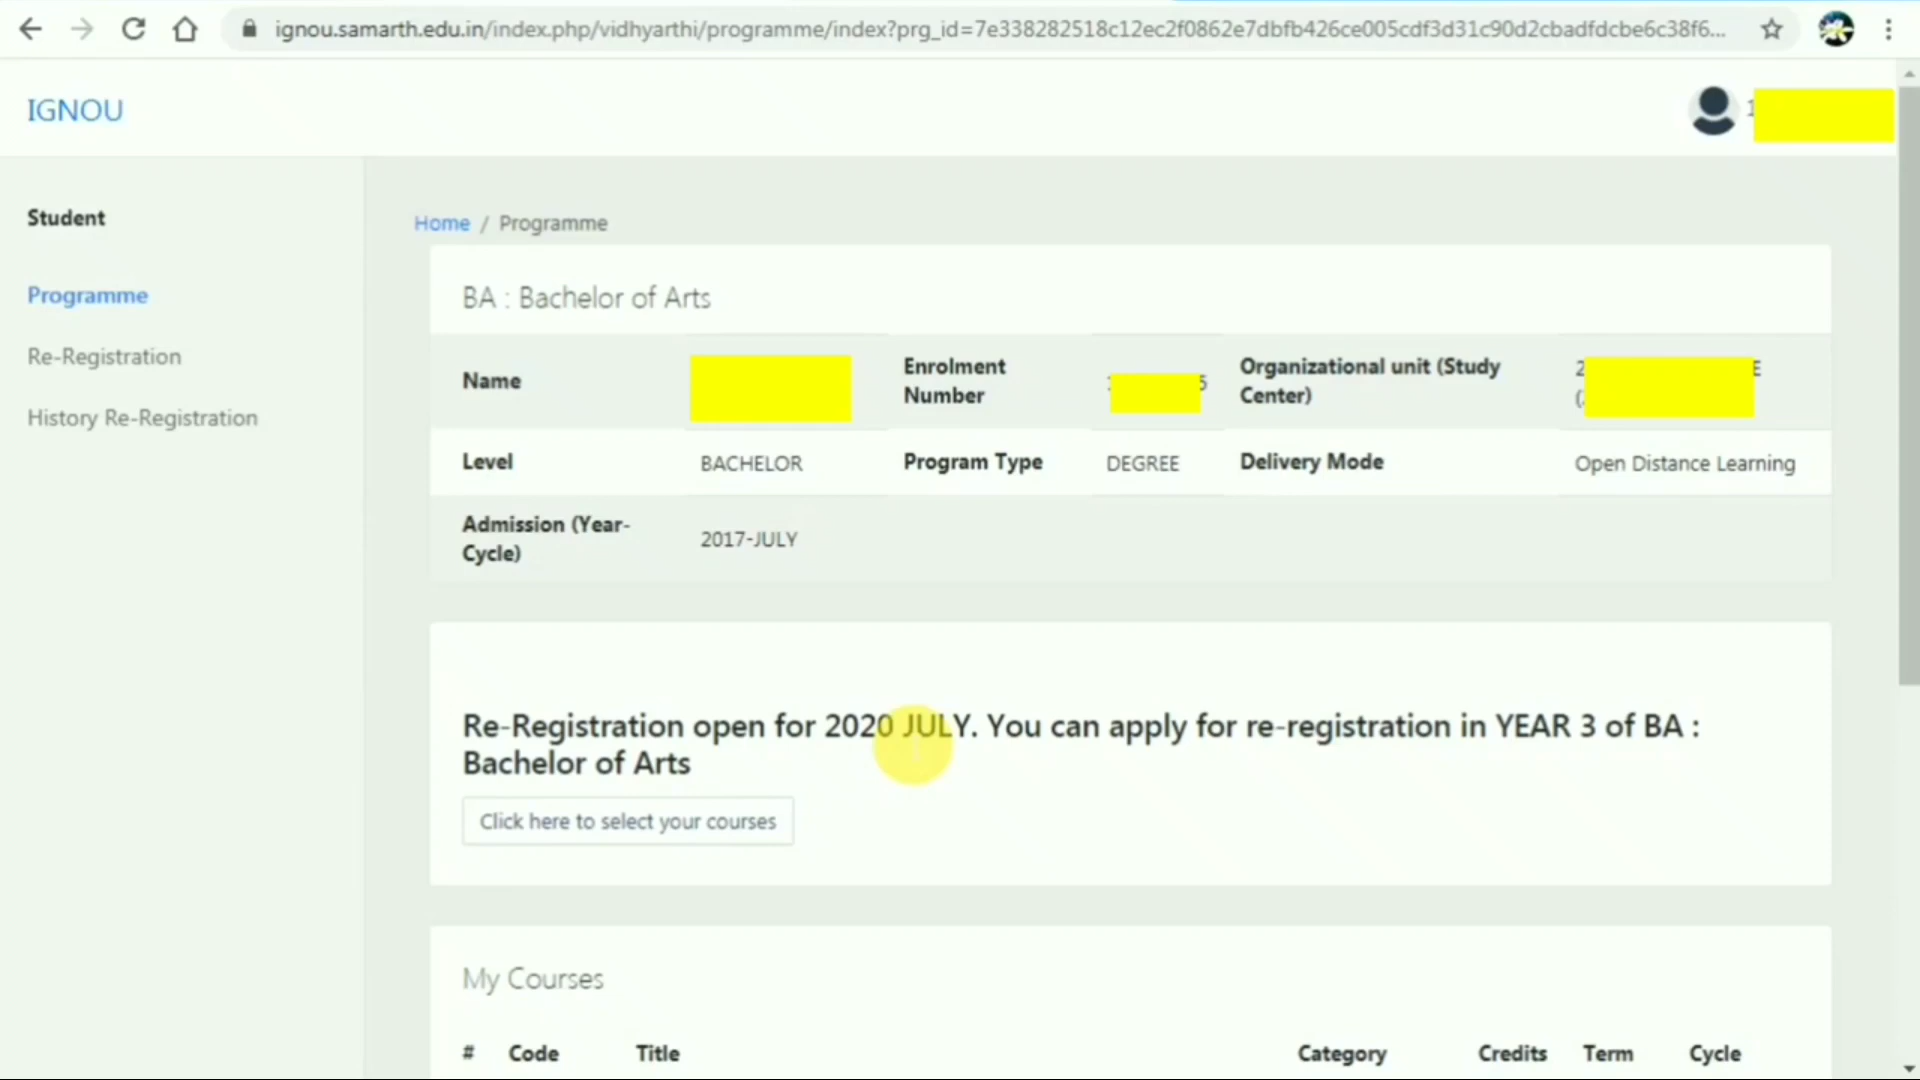 ignou.samarth.edu.in/index.php/vidhyarthi/programme/index?prg_id=7e338282518c12ec2f0862e7dbfb426ce005cdf3d31c90d2cbadfdcbe6c38f6...
IGNOU
Student
Programme
Re-Registration
History Re-Registration
Home / Programme
BA : Bachelor of Arts
Name
Enrolment Number
Organizational unit (Study Center)
Level BACHELOR Program Type DEGREE Delivery Mode Open Distance Learning
Admission (Year-Cycle) 2017-JULY
Re-Registration open for 2020 JULY. You can apply for re-registration in YEAR 3 of BA :
Bachelor of Arts
Click here to select your courses
My Courses
# Code Title Category Credits Term Cycle